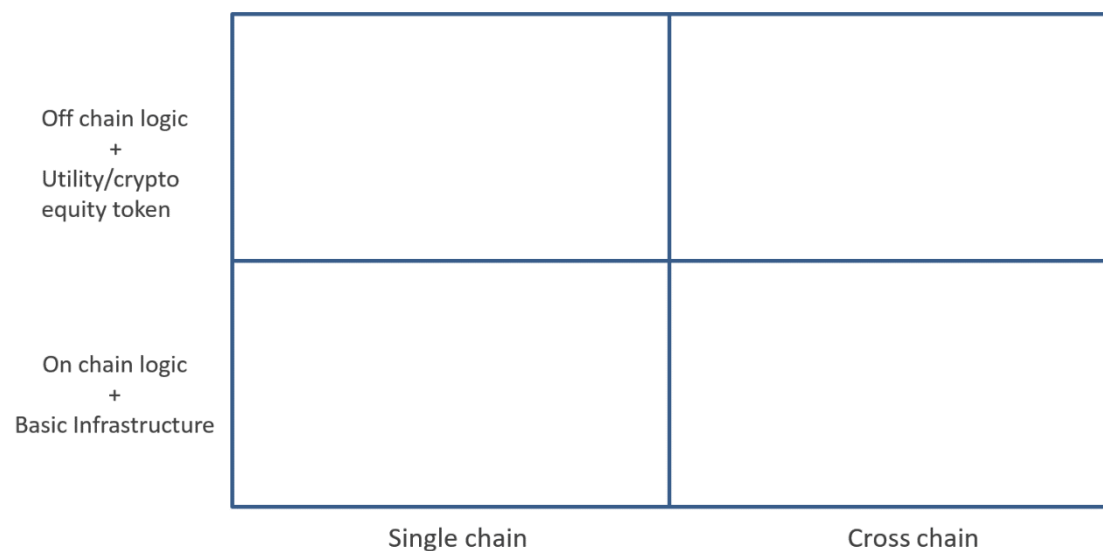 Off chain logic
+
Utility/crypto
equity token
On chain logic
+
Basic Infrastructure
Single chain
Cross chain